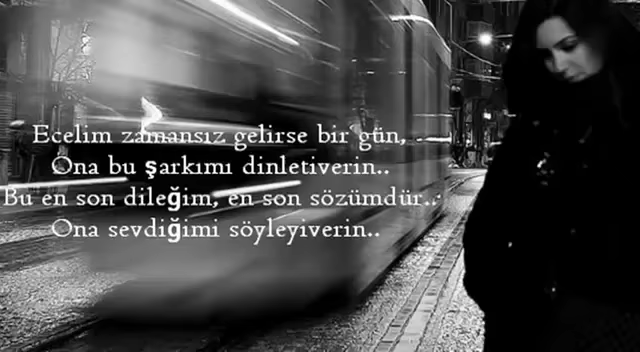 Ecelim zamansız gelirse bir gün,
Ona bu şarkımı dinletiverin..
Bu en son dileğim, en son sözümdür..
Ona sevdiğimi söyleyiverin..